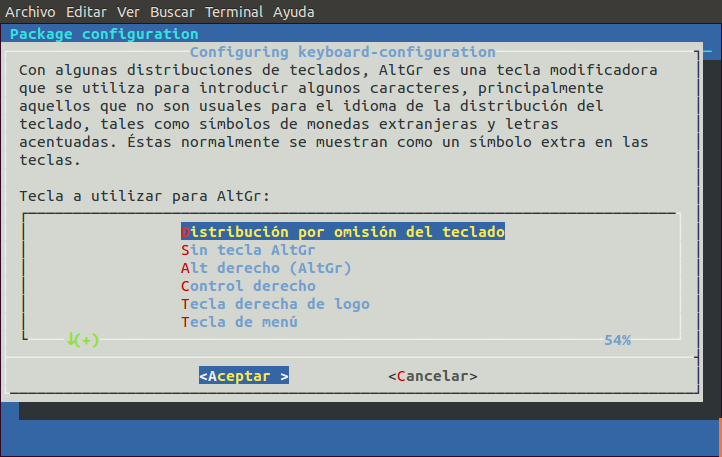 Archivo Editar Ver Buscar Terminal Ayuda
Package configuration
Configuring keyboard-configuration
Con algunas distribuciones de teclados, AltGr es una tecla modificadora
que se utiliza para introducir algunos caracteres, principalmente
aquellos que no son usuales para el idioma de la distribución del
teclado, tales como símbolos de monedas extranjeras y letras
acentuadas. Éstas normalmente se muestran como un símbolo extra en las
teclas.
Tecla a utilizar para AltGr:
Distribución por omisión del teclado
Sin tecla AltGr
Alt derecho (AltGr)
Control derecho
Tecla derecha de logo
Tecla de menú
↓(+) 54%
<Aceptar > <Cancelar>